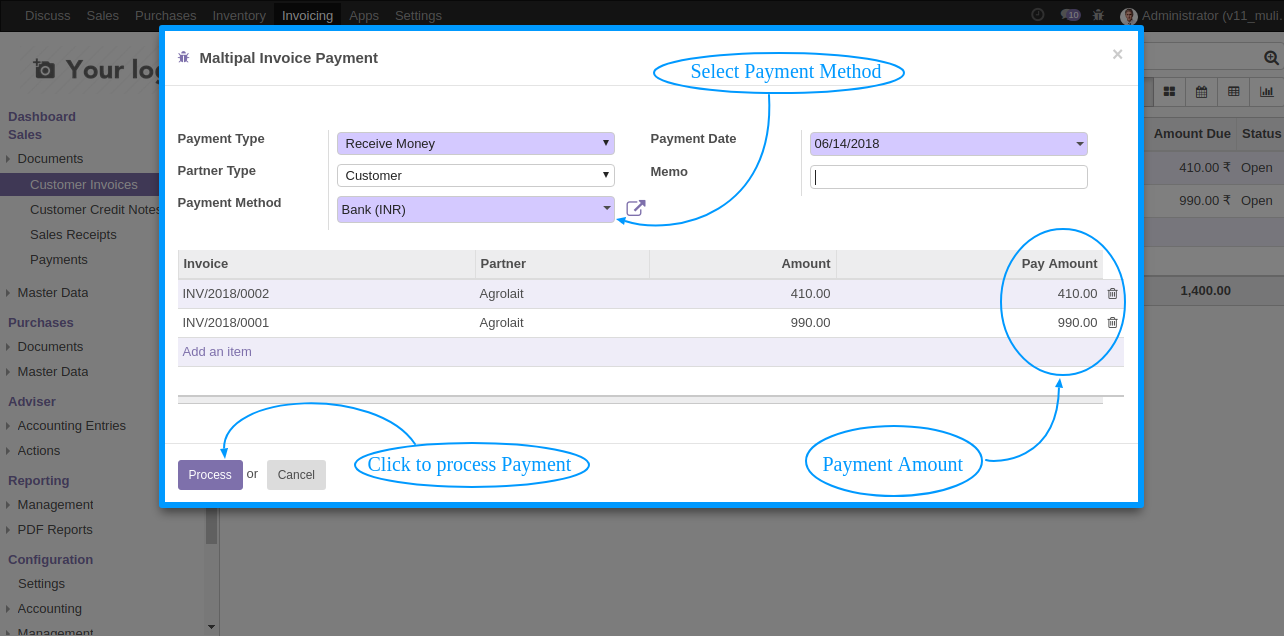 Discuss Sales Purchases Inventory Invoicing Apps Settings 10 Administrator (v11_muli.
Your log
Maltipal Invoice Payment ×
Select Payment Method
Dashboard
Sales
Documents
Customer Invoices
Customer Credit Notes
Sales Receipts
Payments
Master Data
Purchases
Documents
Master Data
Adviser
Accounting Entries
Actions
Reporting
Management
PDF Reports
Configuration
Settings
Accounting
Management
Payment Type Receive Money Payment Date 06/14/2018
Partner Type Customer Memo
Payment Method Bank (INR)
Invoice Partner Amount Pay Amount
INV/2018/0002 Agrolait 410.00 410.00
INV/2018/0001 Agrolait 990.00 990.00
Add an item
Click to process Payment
Payment Amount
Process or Cancel
Amount Due Status
410.00 ₹ Open
990.00 ₹ Open
1,400.00